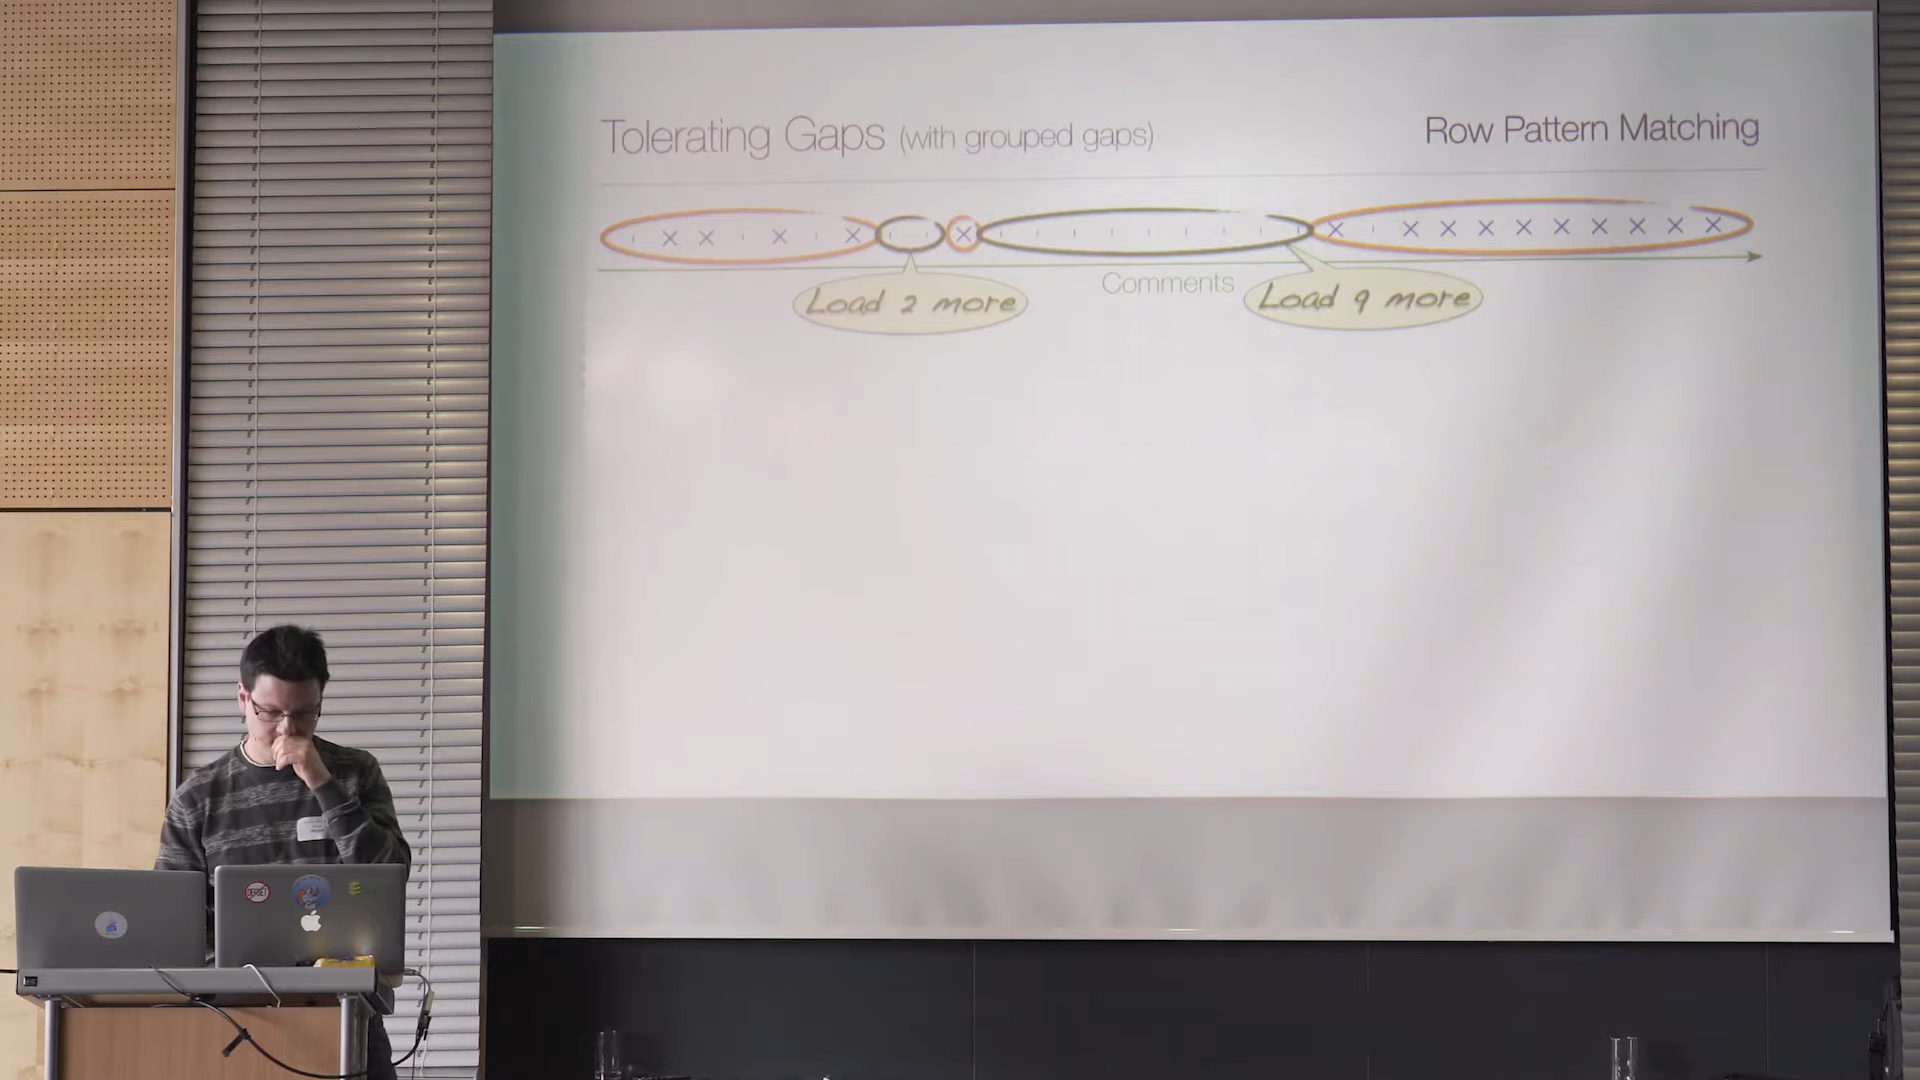 Tolerating Gaps (with grouped gaps)
Row Pattern Matching
Comments
Load 2 more
Load 9 more